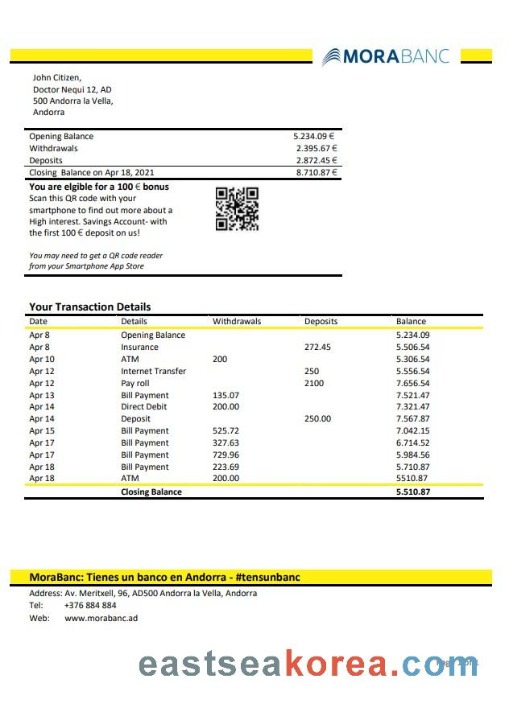 MORABANC
John Citizen,
Doctor Nequi 12, AD
500 Andorra la Vella,
Andorra
Opening Balance 5.234.09 €
Withdrawals 2.395.67 €
Deposits 2.872.45 €
Closing Balance on Apr 18, 2021 8.710.87 €
You are elgible for a 100 € bonus
Scan this QR code with your
smartphone to find out more about a
High interest. Savings Account- with
the first 100 € deposit on us!
You may need to get a QR code reader
from your Smartphone App Store
Your Transaction Details
Date Details Withdrawals Deposits Balance
Apr 8 Opening Balance 5.234.09
Apr 8 Insurance 272.45 5.506.54
Apr 10 ATM 200 5.306.54
Apr 12 Internet Transfer 250 5.556.54
Apr 12 Pay roll 2100 7.656.54
Apr 13 Bill Payment 135.07 7.521.47
Apr 14 Direct Debit 200.00 7.321.47
Apr 14 Deposit 250.00 7.567.87
Apr 15 Bill Payment 525.72 7.042.15
Apr 17 Bill Payment 327.63 6.714.52
Apr 17 Bill Payment 729.96 5.984.56
Apr 18 Bill Payment 223.69 5.710.87
Apr 18 ATM 200.00 5510.87
Closing Balance 5.510.87
MoraBanc: Tienes un banco en Andorra - #tensunbanc
Address: Av. Meritxell, 96, AD500 Andorra la Vella, Andorra
Tel: +376 884 884
Web: www.morabanc.ad
eastseakorea.com